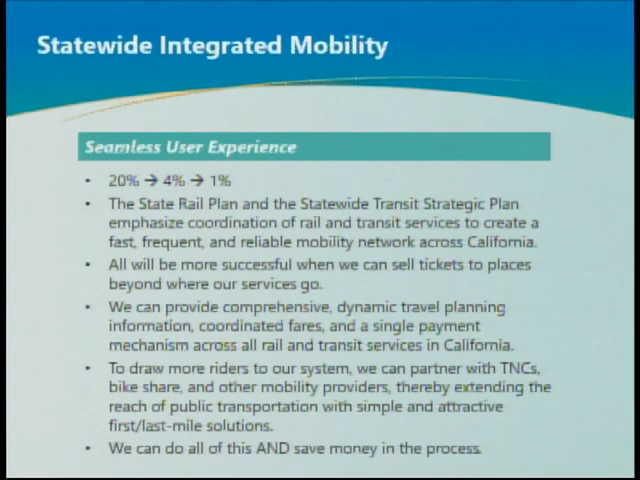 Statewide Integrated Mobility
Seamless User Experience
• 20% → 4% → 1%
• The State Rail Plan and the Statewide Transit Strategic Plan
emphasize coordination of rail and transit services to create a
fast, frequent, and reliable mobility network across California.
• All will be more successful when we can sell tickets to places
beyond where our services go.
• We can provide comprehensive, dynamic travel planning
information, coordinated fares, and a single payment
mechanism across all rail and transit services in California.
• To draw more riders to our system, we can partner with TNCs,
bike share, and other mobility providers, thereby extending the
reach of public transportation with simple and attractive
first/last-mile solutions.
• We can do all of this AND save money in the process.